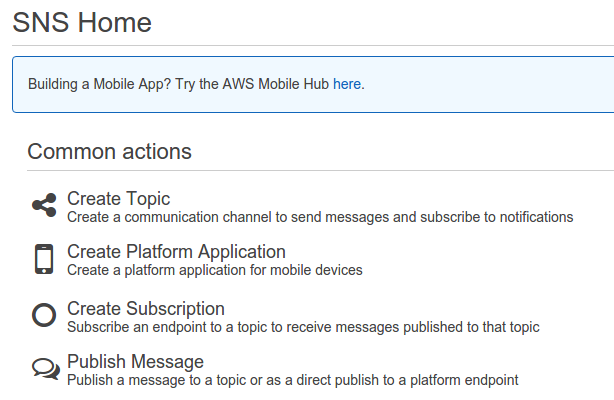 SNS Home
Building a Mobile App? Try the AWS Mobile Hub here.
Common actions
Create Topic
Create a communication channel to send messages and subscribe to notifications
Create Platform Application
Create a platform application for mobile devices
Create Subscription
Subscribe an endpoint to a topic to receive messages published to that topic
Publish Message
Publish a message to a topic or as a direct publish to a platform endpoint